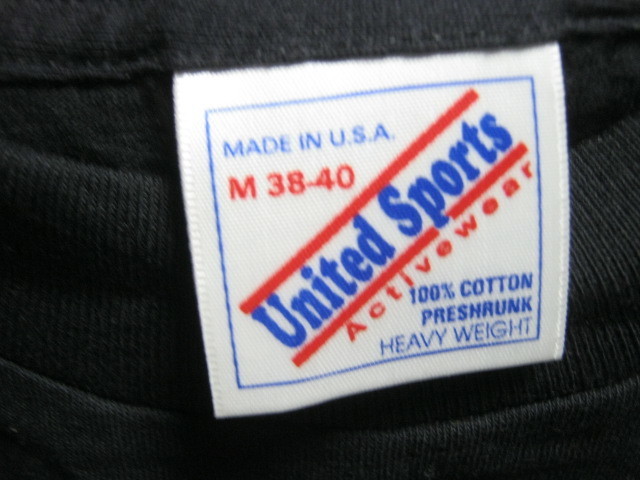 MADE IN U.S.A.
M 38-40
United Sports
Activewear
100% COTTON
PRESHRUNK
HEAVY WEIGHT